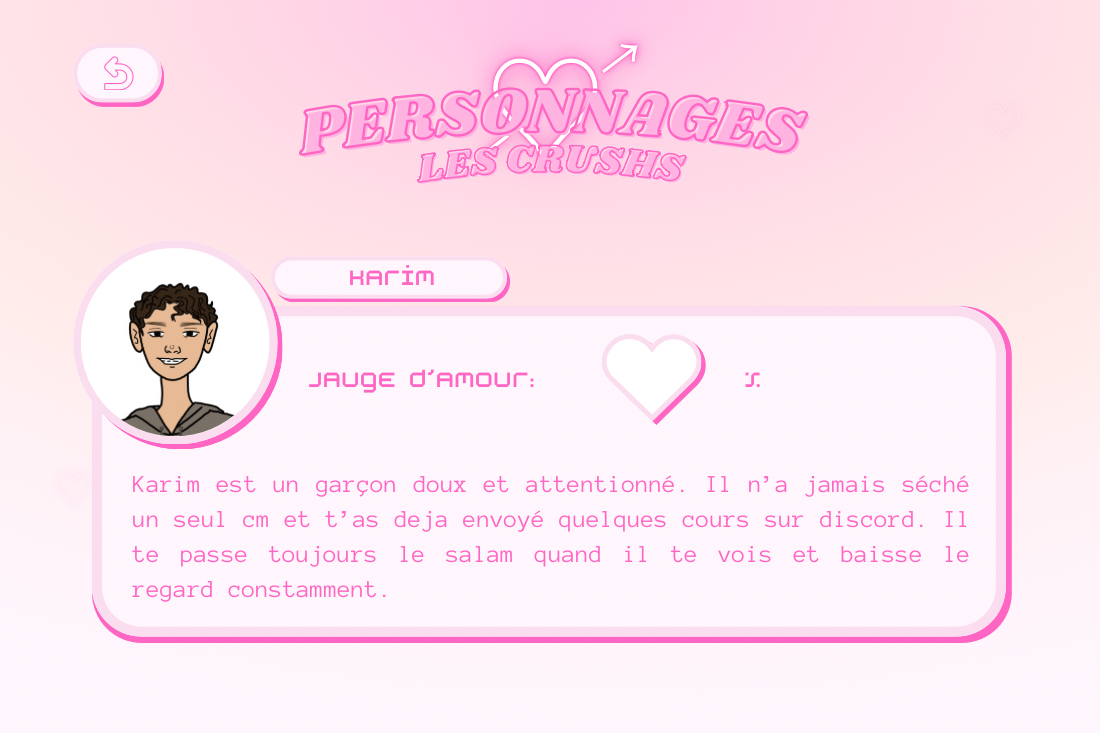 PERSONNAGES
LES CRUSHS
Karim
Jauge d'amour:
%
Karim est un garçon doux et attentionné. Il n'a jamais séché
un seul cm et t'as deja envoyé quelques cours sur discord. Il
te passe toujours le salam quand il te vois et baisse le
regard constamment.